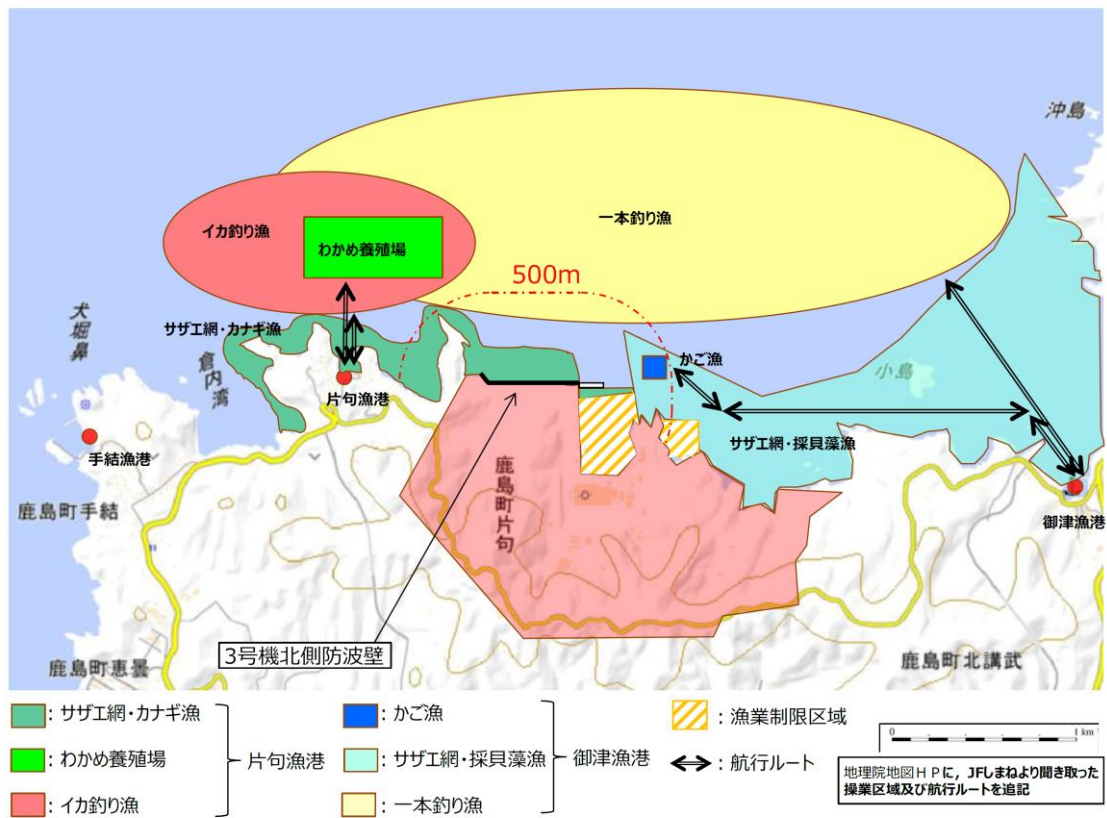 沖島
一本釣り漁
イカ釣り漁
わかめ養殖場
500m
サザエ網・カナギ漁
犬堀鼻
倉内湾
かご漁
小島
片句漁港
手結漁港
サザエ網・採貝藻漁
鹿島町片句
鹿島町手結
御津漁港
3号機北側防波壁
鹿島町恵曇
鹿島町北講武
: サザエ網・カナギ漁
: わかめ養殖場
: イカ釣り漁
片句漁港
: かご漁
: サザエ網・採貝藻漁
: 一本釣り漁
御津漁港
: 漁業制限区域
: 航行ルート
0 1 km
地理院地図ＨＰに，JFしまねより聞き取った
操業区域及び航行ルートを追記